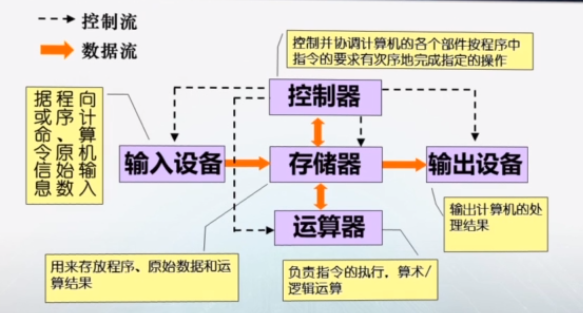 控制流
数据流
控制并协调计算机的各个部件按程序中
指令的要求有次序地完成指定的操作
向计算机输入
程序、原始数
据或命令信息
控制器
输入设备
存储器
输出设备
运算器
输出计算机的处
理结果
用来存放程序、原始数据和运
算结果
负责指令的执行，算术/
逻辑运算